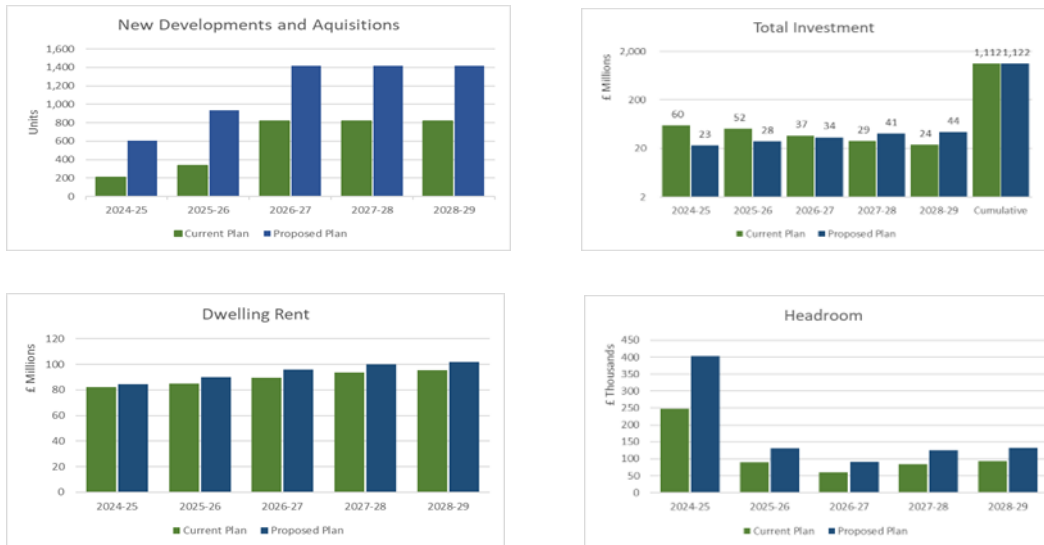 New Developments and Aquisitions
1,600
1,400
1,200
1,000
800
600
400
200
0
Units
2024-25 2025-26 2026-27 2027-28 2028-29
Current Plan Proposed Plan
Total Investment
2,000
200
20
2
£ Millions
60 23 52 28 37 34 29 41 24 44 1,112 1,122
2024-25 2025-26 2026-27 2027-28 2028-29 Cumulative
Current Plan Proposed Plan
Dwelling Rent
120
100
80
60
40
20
0
£ Millions
2024-25 2025-26 2026-27 2027-28 2028-29
Current Plan Proposed Plan
Headroom
450
400
350
300
250
200
150
100
50
0
£ Thousands
2024-25 2025-26 2026-27 2027-28 2028-29
Current Plan Proposed Plan